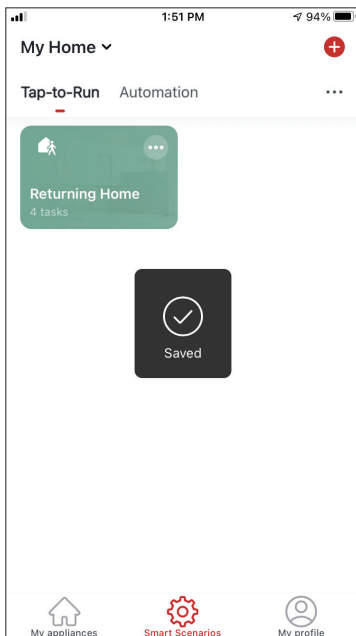 1:51 PM
94%
My Home
Tap-to-Run
Automation
Returning Home
4 tasks
Saved
My appliances
Smart Scenarios
My profile